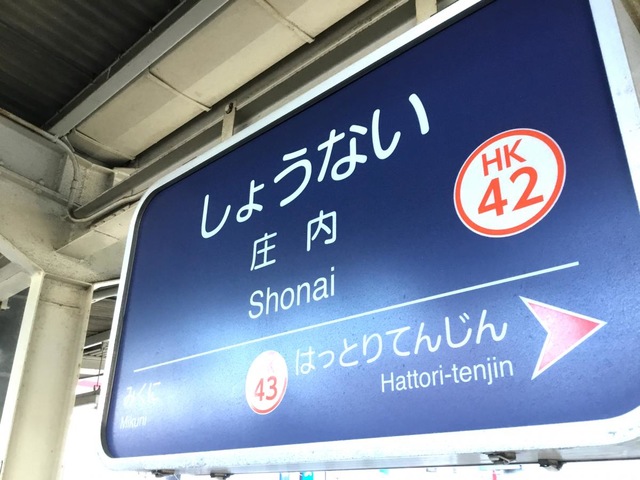 しょうない
HK
42
庄内
Shonai
みくに
Mikuni
43
はっとりてんじん
Hattori-tenjin